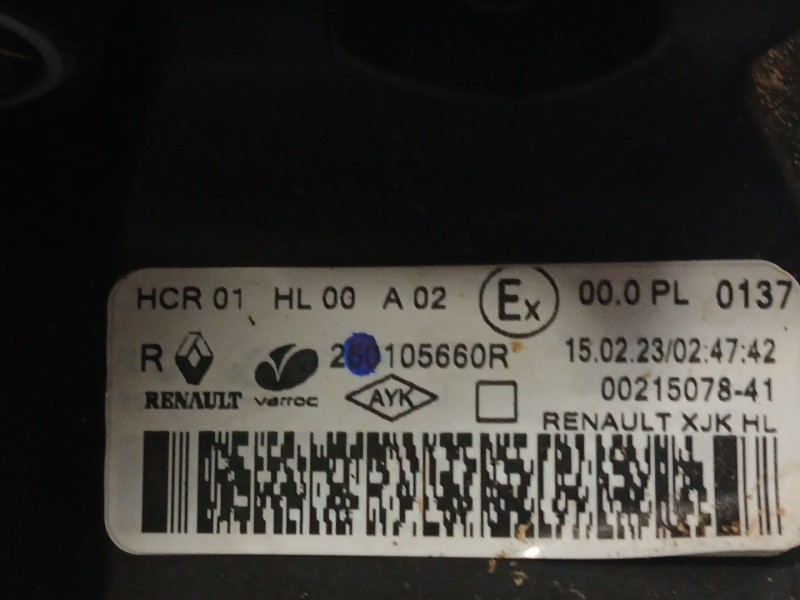 HCR 01 HL 00 A 02 Ex 00.0 PL 0137
R 260105660R 15.02.23/02:47:42
RENAULT varroc AYK 00215078-41
RENAULT XJK HL